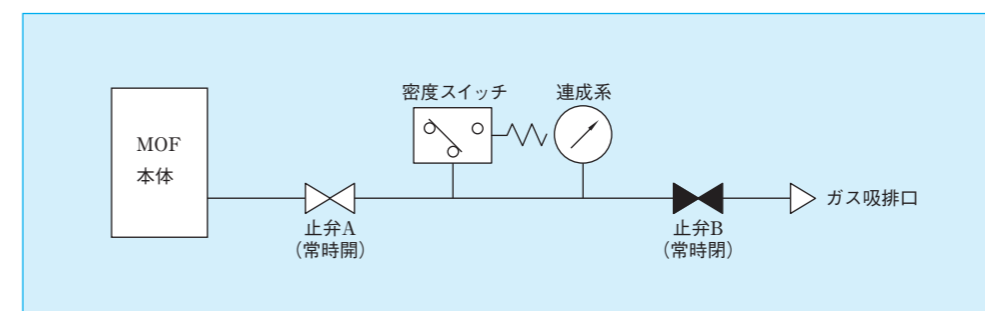 密度スイッチ
連成系
MOF
本体
止弁A
（常時開）
止弁B
（常時閉）
ガス吸排口